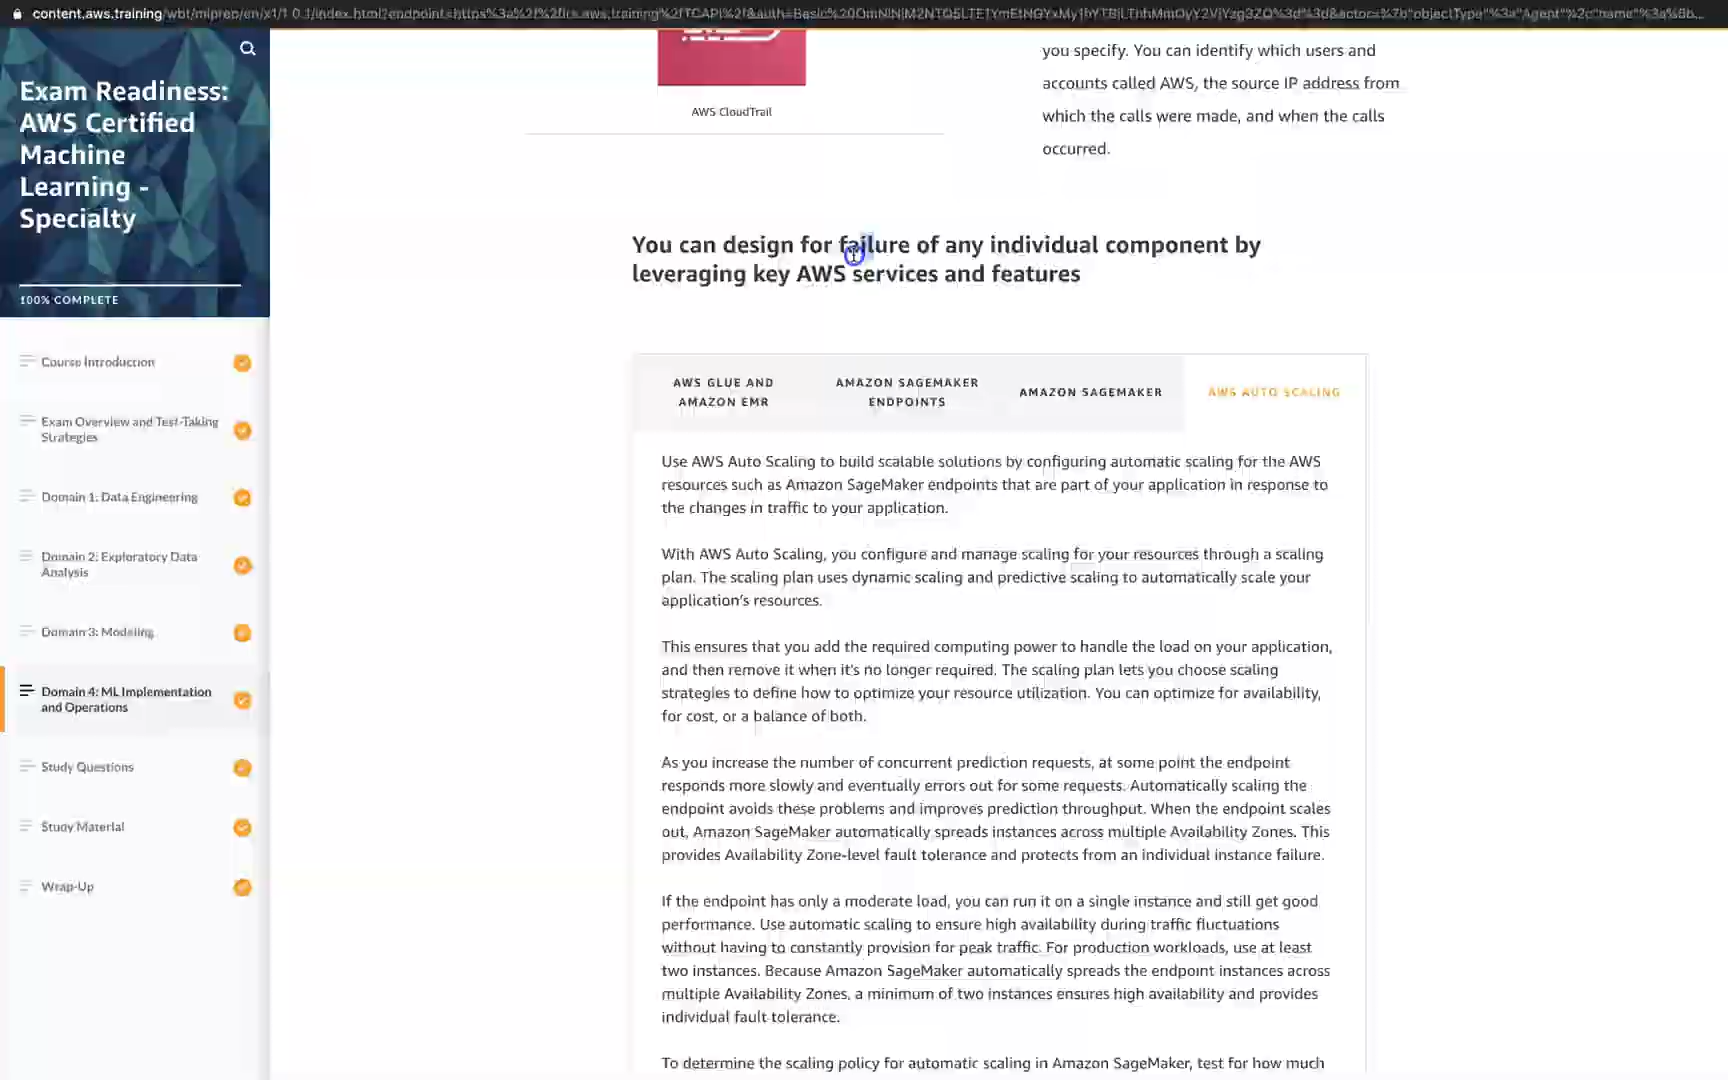 content.aws.training
Exam Readiness:
AWS Certified
Machine
Learning -
Specialty
100% COMPLETE
Course Introduction
Exam Overview and Test-Taking
Strategies
Domain 1: Data Engineering
Domain 2: Exploratory Data
Analysis
Domain 3: Modeling
Domain 4: ML Implementation
and Operations
Study Questions
Study Material
Wrap-Up
AWS CloudTrail
you specify. You can identify which users and
accounts called AWS, the source IP address from
which the calls were made, and when the calls
occurred.
You can design for failure of any individual component by
leveraging key AWS services and features
AWS GLUE AND
AMAZON EMR
AMAZON SAGEMAKER
ENDPOINTS
AMAZON SAGEMAKER
AWS AUTO SCALING
Use AWS Auto Scaling to build scalable solutions by configuring automatic scaling for the AWS
resources such as Amazon SageMaker endpoints that are part of your application in response to
the changes in traffic to your application.
With AWS Auto Scaling, you configure and manage scaling for your resources through a scaling
plan. The scaling plan uses dynamic scaling and predictive scaling to automatically scale your
application's resources.
This ensures that you add the required computing power to handle the load on your application,
and then remove it when it's no longer required. The scaling plan lets you choose scaling
strategies to define how to optimize your resource utilization. You can optimize for availability,
for cost, or a balance of both.
As you increase the number of concurrent prediction requests, at some point the endpoint
responds more slowly and eventually errors out for some requests. Automatically scaling the
endpoint avoids these problems and improves prediction throughput. When the endpoint scales
out, Amazon SageMaker automatically spreads instances across multiple Availability Zones. This
provides Availability Zone-level fault tolerance and protects from an individual instance failure.
If the endpoint has only a moderate load, you can run it on a single instance and still get good
performance. Use automatic scaling to ensure high availability during traffic fluctuations
without having to constantly provision for peak traffic. For production workloads, use at least
two instances. Because Amazon SageMaker automatically spreads the endpoint instances across
multiple Availability Zones, a minimum of two instances ensures high availability and provides
individual fault tolerance.
To determine the scaling policy for automatic scaling in Amazon SageMaker, test for how much